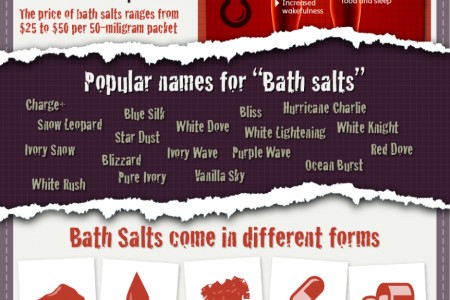 The price of bath salts ranges from
$25 to $50 per 50-miligram packet
Increased
wakefulness
food and sleep
Popular names for “Bath salts”
Charge+
Blue Silk
Bliss
Hurricane Charlie
Snow Leopard
Star Dust
White Dove
White Lightening
White Knight
Ivory Snow
Blizzard
Ivory Wave
Purple Wave
Red Dove
Ocean Burst
White Rush
Pure Ivory
Vanilla Sky
Bath Salts come in different forms